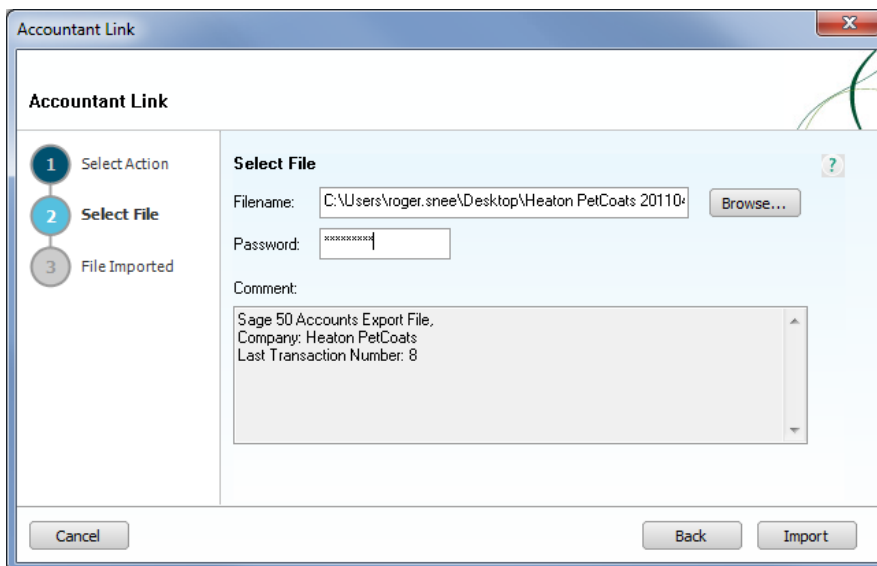 Accountant Link
Accountant Link
1 Select Action
2 Select File
3 File Imported
Select File
?
Filename: C:\Users\roger.snee\Desktop\Heaton PetCoats 20110 Browse...
Password: xxxxxxxxx
Comment:
Sage 50 Accounts Export File,
Company: Heaton PetCoats
Last Transaction Number: 8
Cancel Back Import